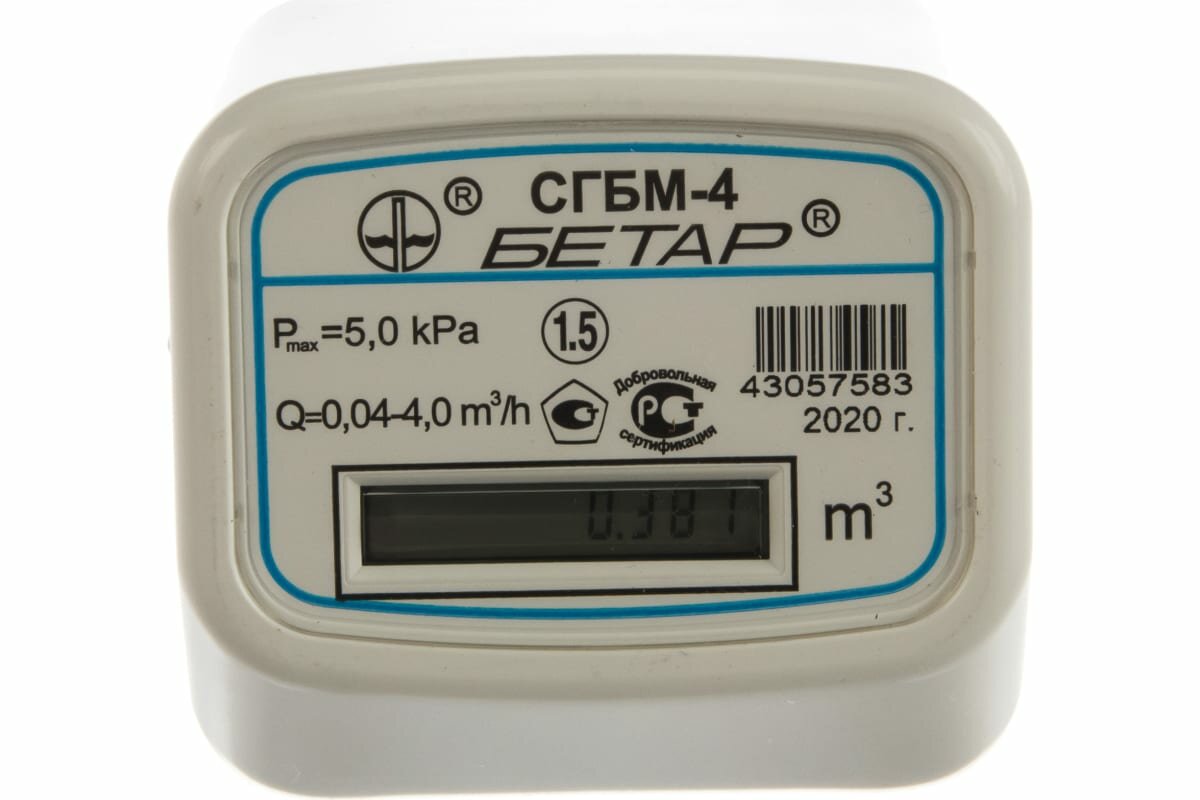 ® СГБМ-4
БЕТАР®
Pmax=5,0 kPa
1.5
43057583
2020 г.
Q=0,04-4,0 m³/h
Добровольная
РСТ
сертификация
0.381
m³